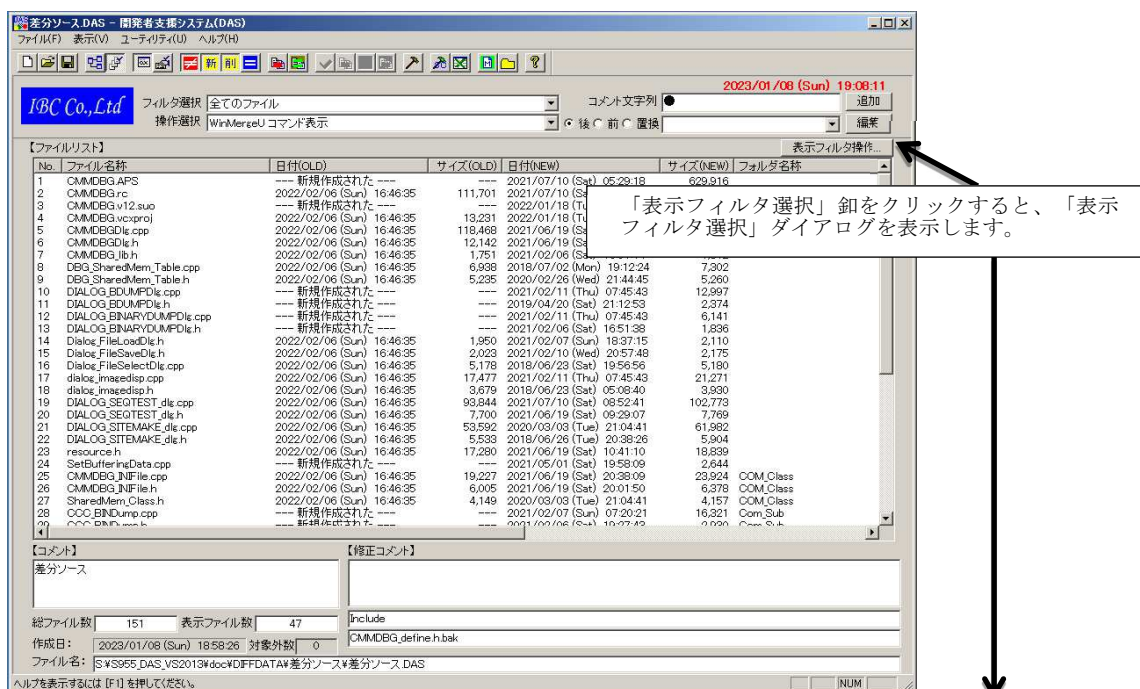 差分ソース.DAS - 開発者支援システム(DAS)
ファイル(F) 表示(V) ユーティリティ(U) ヘルプ(H)
新 削
2023/01/08 (Sun) 19:08:11
IBC Co.,Ltd
フィルタ選択 全てのファイル コメント文字列 ● 追加
操作選択 WinMergeU コマンド表示 後 前 置換 編集
【ファイルリスト】 表示フィルタ操作...
No. ファイル名称 日付(OLD) サイズ(OLD) 日付(NEW) サイズ(NEW) フォルダ名称
1 CMMDBG.APS --- 新規作成された --- --- 2021/07/10 (Sat) 05:29:18 629,916
2 CMMDBG.rc 2022/02/06 (Sun) 16:46:35 111,701 2021/07/10 (Sa
3 CMMDBG.v12.suo --- 新規作成された --- --- 2022/01/18 (Tu
4 CMMDBG.vcxproj 2022/02/06 (Sun) 16:46:35 13,231 2022/01/18 (Tu
5 CMMDBGDlg.cpp 2022/02/06 (Sun) 16:46:35 118,468 2021/06/19 (Sa
6 CMMDBGDlg.h 2022/02/06 (Sun) 16:46:35 12,142 2021/06/19 (Sa
7 CMMDBG_lib.h 2022/02/06 (Sun) 16:46:35 1,751 2021/02/06 (Sa
「表示フィルタ選択」釦をクリックすると、「表示
フィルタ選択」ダイアログを表示します。
8 DBG_SharedMem_Table.cpp 2022/02/06 (Sun) 16:46:35 6,938 2018/07/02 (Mon) 19:12:24 7,302
9 DBG_SharedMem_Table.h 2022/02/06 (Sun) 16:46:35 5,235 2020/02/26 (Wed) 21:44:45 5,260
10 DIALOG_BDUMPDlg.cpp --- 新規作成された --- --- 2021/02/11 (Thu) 07:45:43 12,997
11 DIALOG_BDUMPDlg.h --- 新規作成された --- --- 2019/04/20 (Sat) 21:12:53 2,374
12 DIALOG_BINARYDUMPDlg.cpp --- 新規作成された --- --- 2021/02/11 (Thu) 07:45:43 6,141
13 DIALOG_BINARYDUMPDlg.h --- 新規作成された --- --- 2021/02/06 (Sat) 16:51:38 1,836
14 Dialog_FileLoadDlg.h 2022/02/06 (Sun) 16:46:35 1,950 2021/02/07 (Sun) 18:37:15 2,110
15 Dialog_FileSaveDlg.h 2022/02/06 (Sun) 16:46:35 2,023 2021/02/10 (Wed) 20:57:48 2,175
16 Dialog_FileSelectDlg.cpp 2022/02/06 (Sun) 16:46:35 5,178 2018/06/23 (Sat) 19:56:56 5,180
17 dialog_imagedisp.cpp 2022/02/06 (Sun) 16:46:35 17,477 2021/02/11 (Thu) 07:45:43 21,271
18 dialog_imagedisp.h 2022/02/06 (Sun) 16:46:35 3,679 2018/06/23 (Sat) 05:08:40 3,930
19 DIALOG_SEQTEST_dlg.cpp 2022/02/06 (Sun) 16:46:35 93,844 2021/07/10 (Sat) 08:52:41 102,773
20 DIALOG_SEQTEST_dlg.h 2022/02/06 (Sun) 16:46:35 7,700 2021/06/19 (Sat) 09:29:07 7,769
21 DIALOG_SITEMAKE_dlg.cpp 2022/02/06 (Sun) 16:46:35 53,592 2020/03/03 (Tue) 21:04:41 61,982
22 DIALOG_SITEMAKE_dlg.h 2022/02/06 (Sun) 16:46:35 5,533 2018/06/26 (Tue) 20:38:26 5,904
23 resource.h 2022/02/06 (Sun) 16:46:35 17,280 2021/06/19 (Sat) 10:41:10 18,839
24 SetBufferingData.cpp --- 新規作成された --- --- 2021/05/01 (Sat) 19:58:09 2,644
25 CMMDBG_INIFile.cpp 2022/02/06 (Sun) 16:46:35 19,227 2021/06/19 (Sat) 20:38:09 23,924 COM_Class
26 CMMDBG_INIFile.h 2022/02/06 (Sun) 16:46:35 6,005 2021/06/19 (Sat) 20:01:50 6,378 COM_Class
27 SharedMem_Class.h 2022/02/06 (Sun) 16:46:35 4,149 2020/03/03 (Tue) 21:04:41 4,157 COM_Class
28 CCC_BINDump.cpp --- 新規作成された --- --- 2021/02/07 (Sun) 07:20:21 16,321 Com_Sub
【コメント】 【修正コメント】
差分ソース
総ファイル数 151 表示ファイル数 47 Include
作成日： 2023/01/08 (Sun) 18:58:26 対象外数 0 CMMDBG_define.h.bak
ファイル名： S:¥S955_DAS_VS2013¥doc¥DIFFDATA¥差分ソース¥差分ソース.DAS
ヘルプを表示するには [F1] を押してください。 NUM